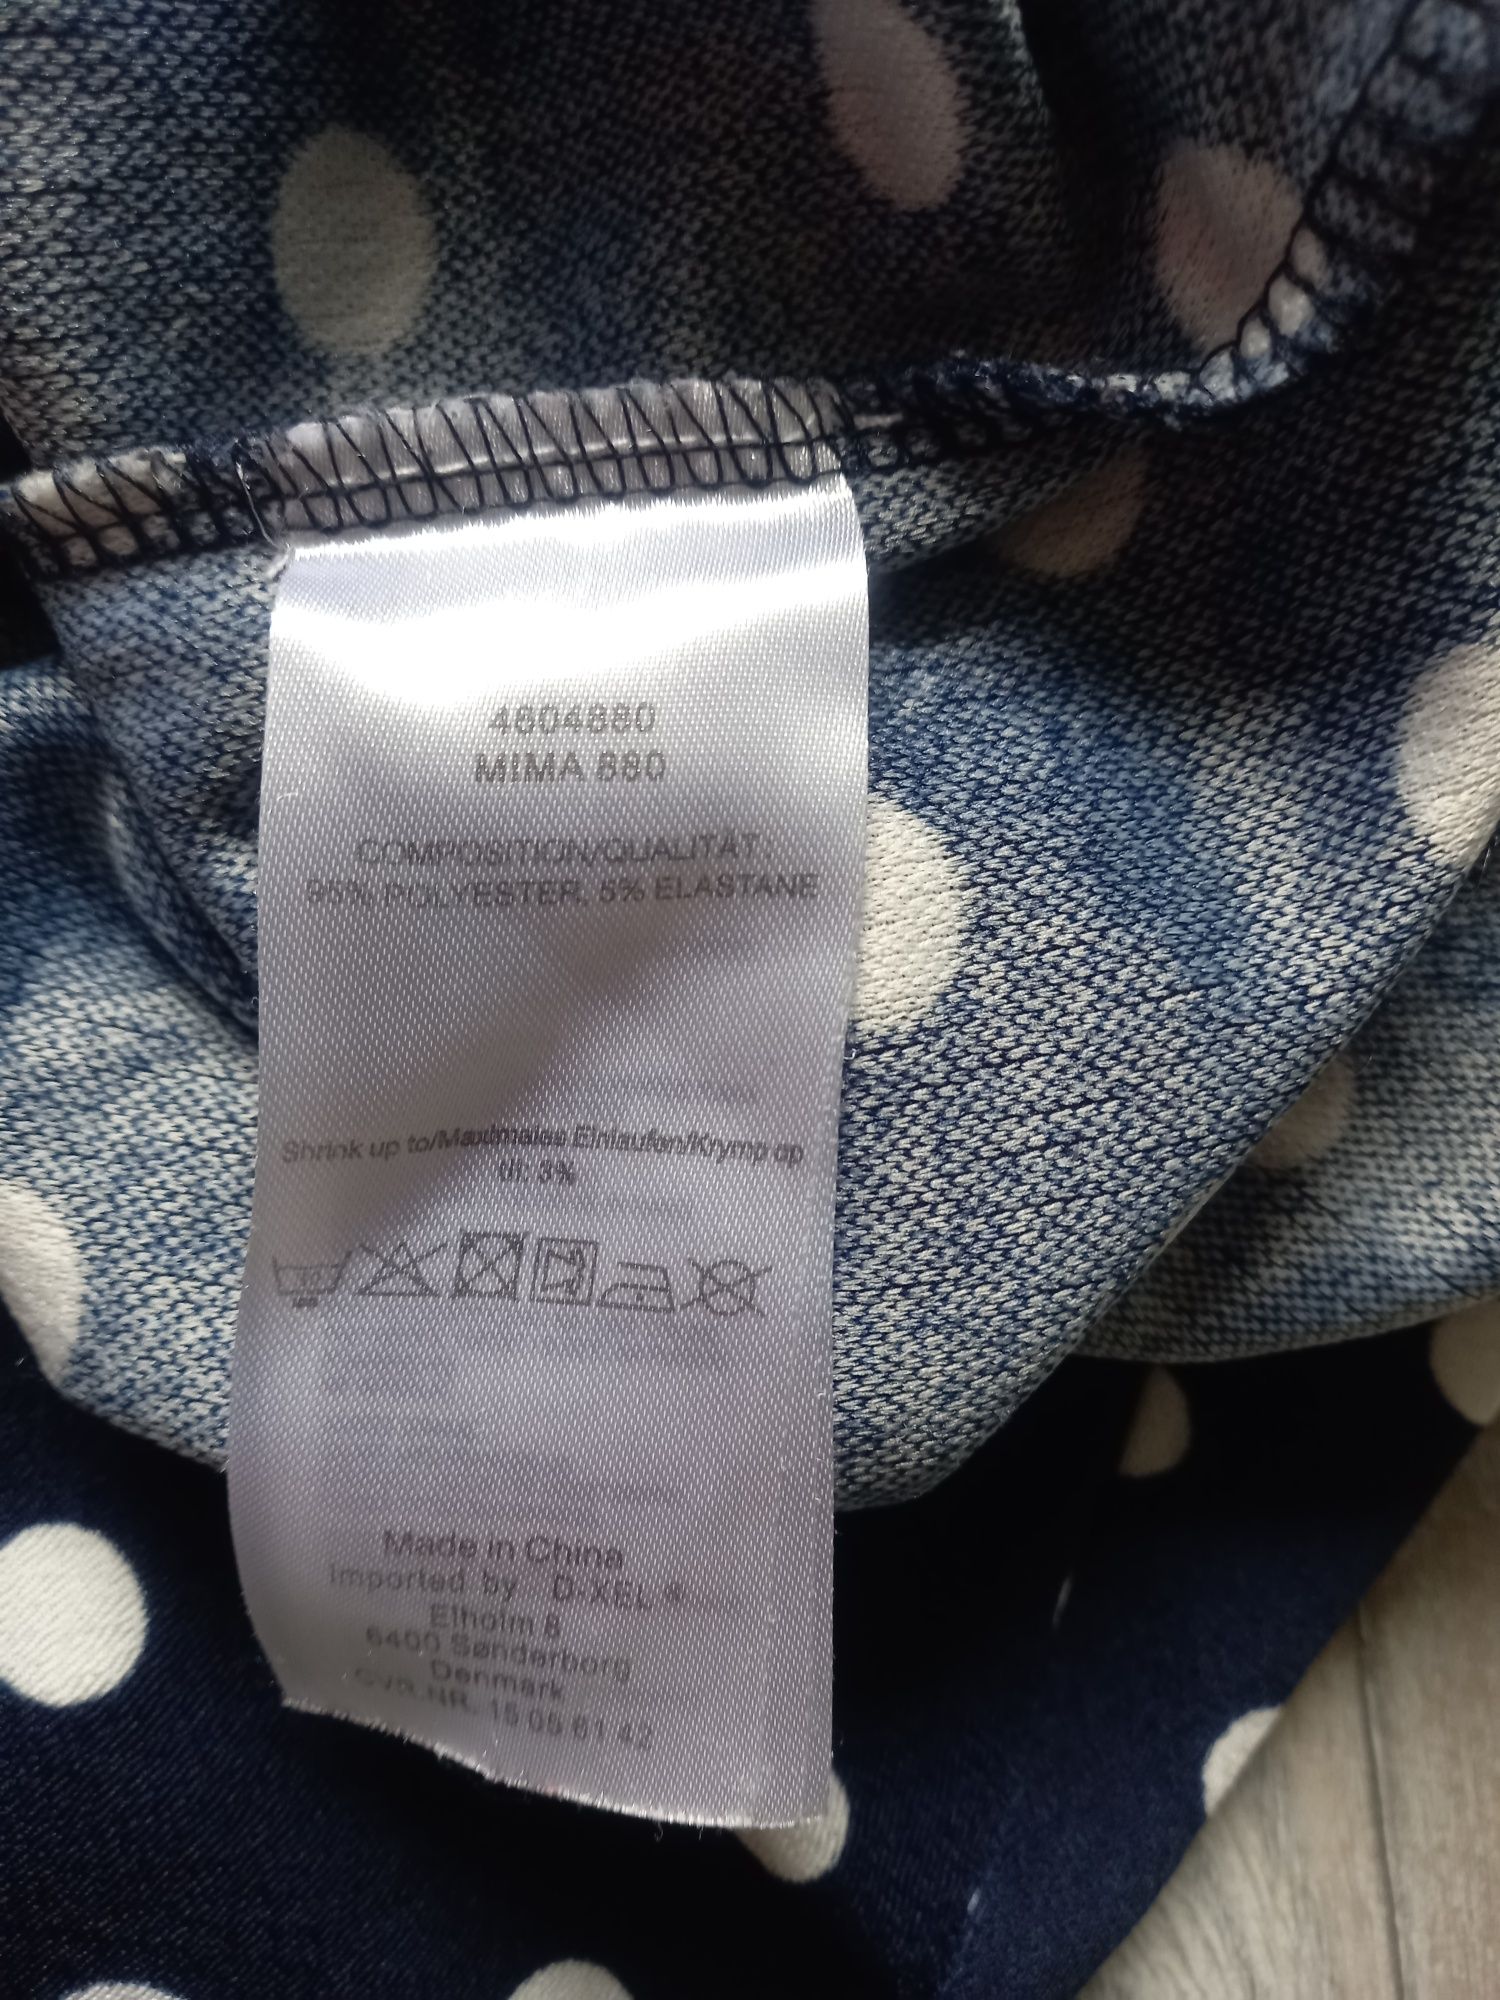 4804880
MIMA 880
COMPOSITION/QUALITÄT.
95% POLYESTER, 5% ELASTANE
Shrink up to/Maximales Einlaufen/Krymp op
til: 3%
Made in China
Imported by D-XEL ®
Elholm 8
6400 Sønderborg
Denmark
CVR.NR. 15 05 61 42